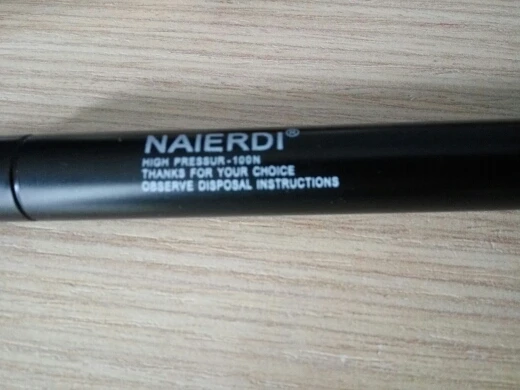 NAIERDI®
HIGH PRESSUR-100N
THANKS FOR YOUR CHOICE
OBSERVE DISPOSAL INSTRUCTIONS